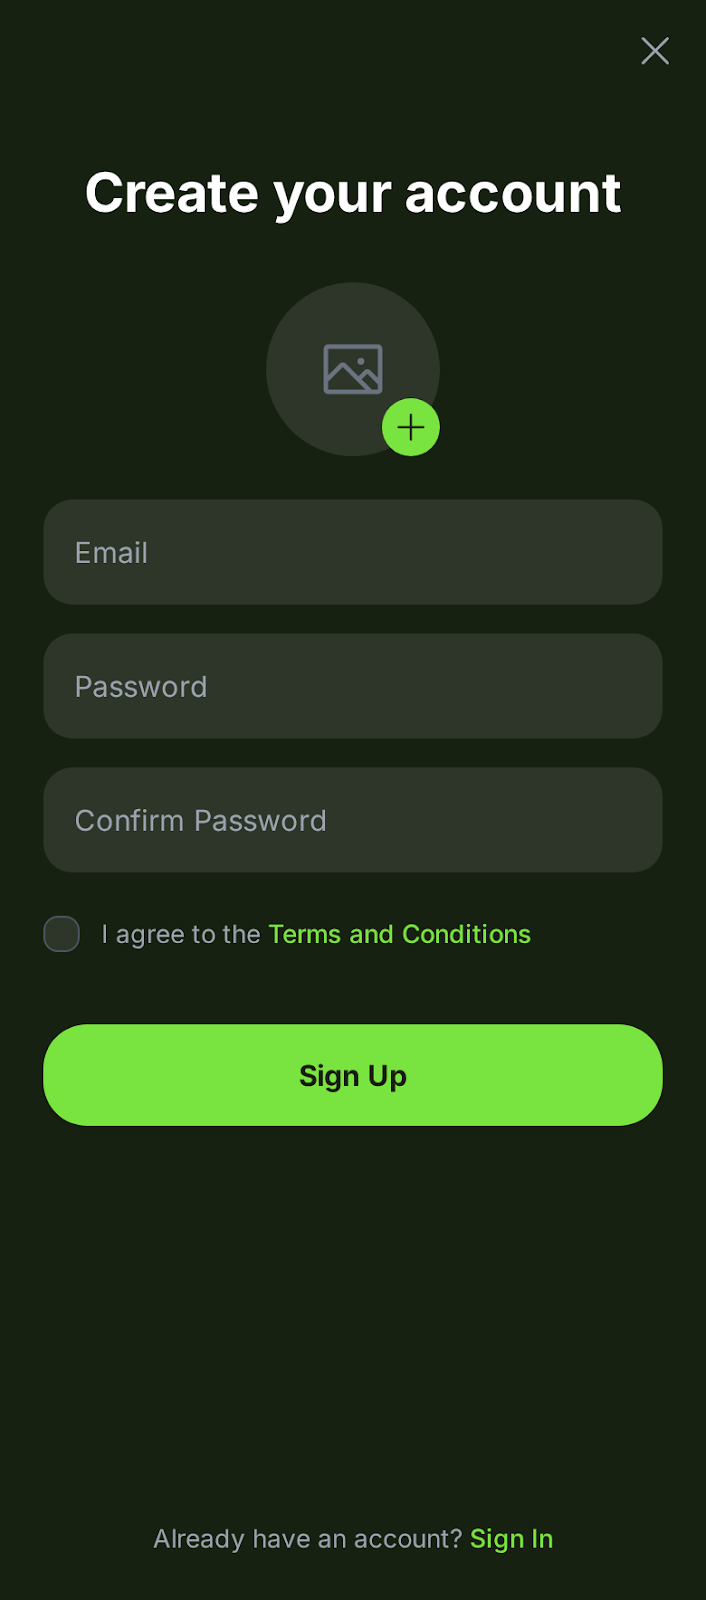 Create your account
Email
Password
Confirm Password
I agree to the Terms and Conditions
Sign Up
Already have an account? Sign In